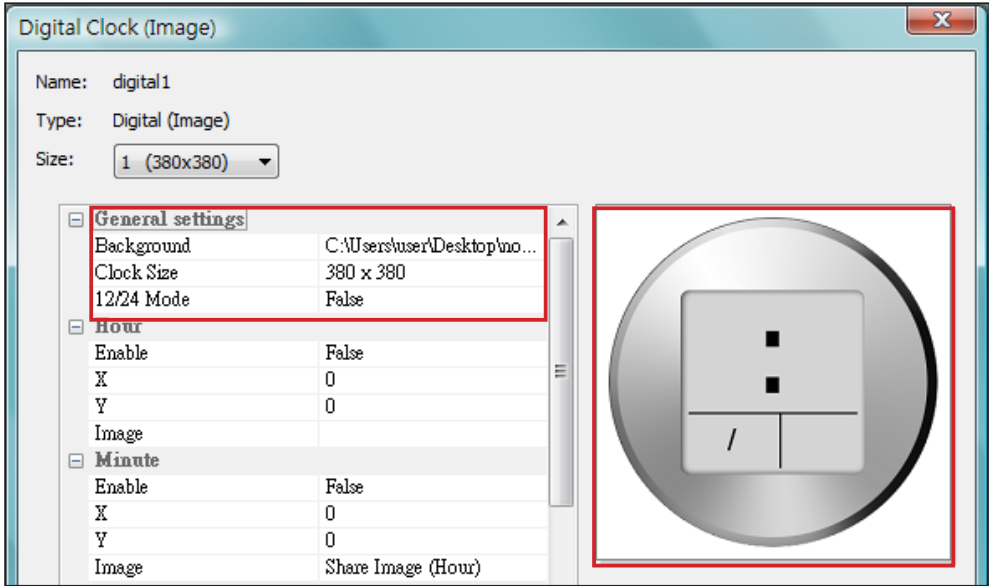 Digital Clock (Image)
Name: digital1
Type: Digital (Image)
Size: 1 (380x380)
General settings
Background C:\Users\user\Desktop\no...
Clock Size 380 x 380
12/24 Mode False
Hour
Enable False
X 0
Y 0
Image
Minute
Enable False
X 0
Y 0
Image Share Image (Hour)
:
/